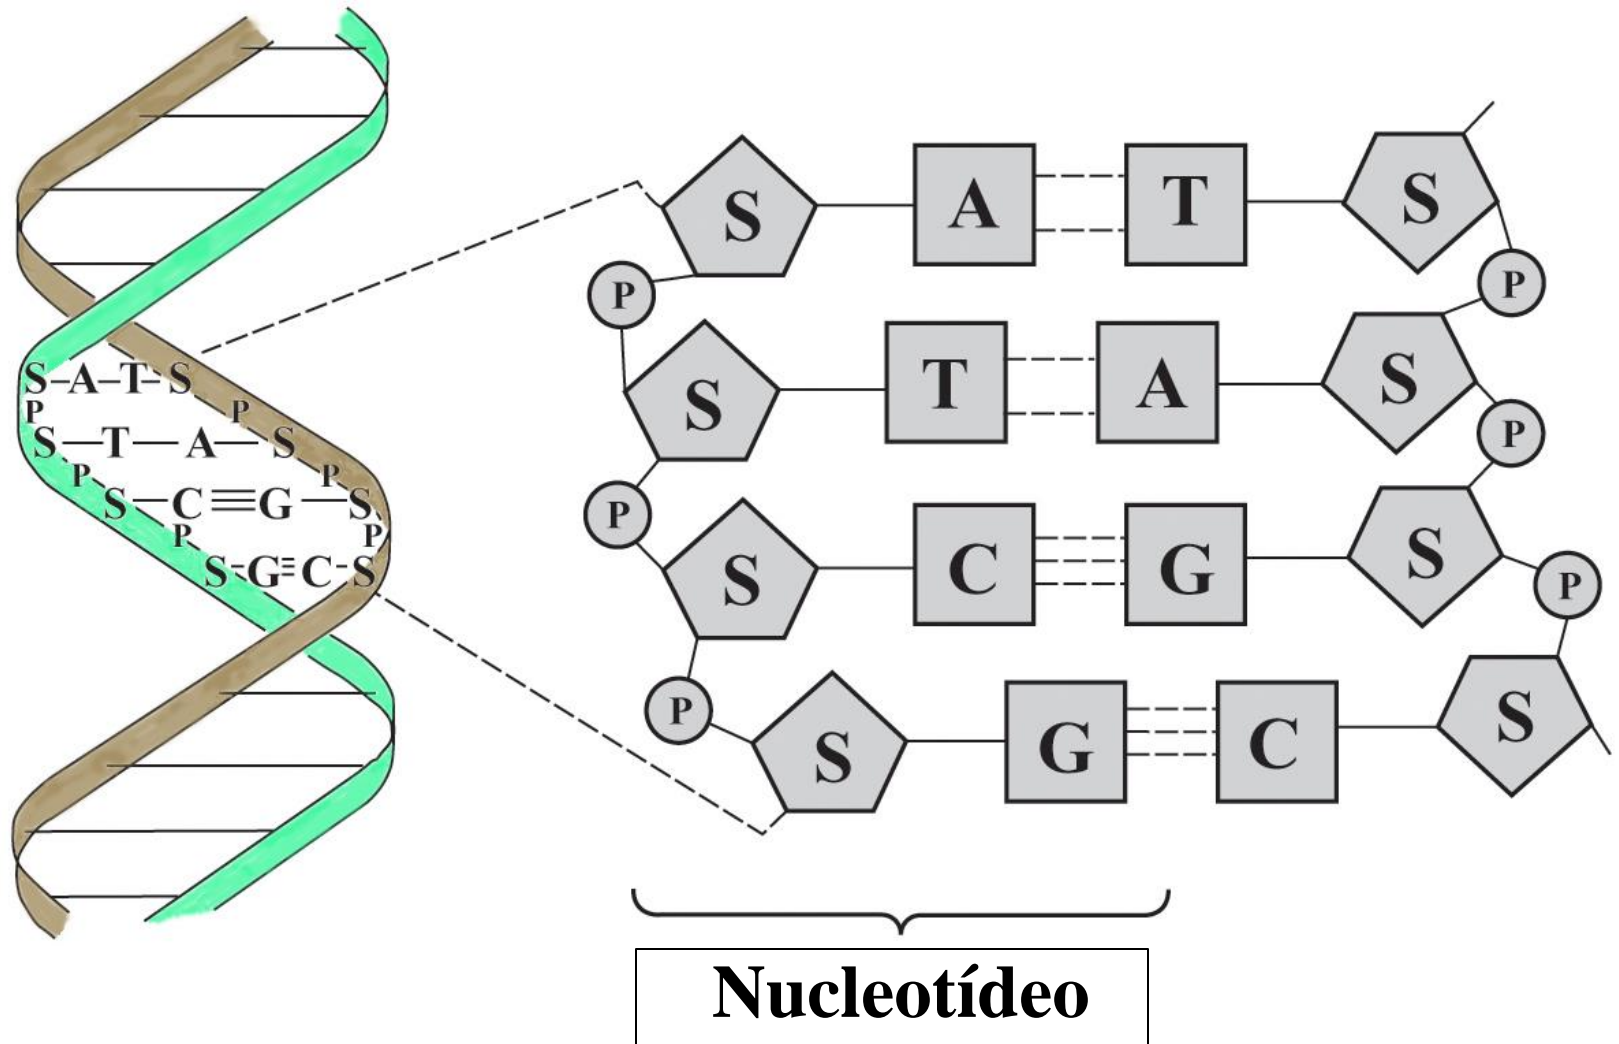 S-A-T-S
P P
S-T-A-S
P P
S-C≡G-S
P P
S-G≡C-S
S A T S
P P
S T A S
P P
S C G S
P P
S G C S
Nucleotídeo